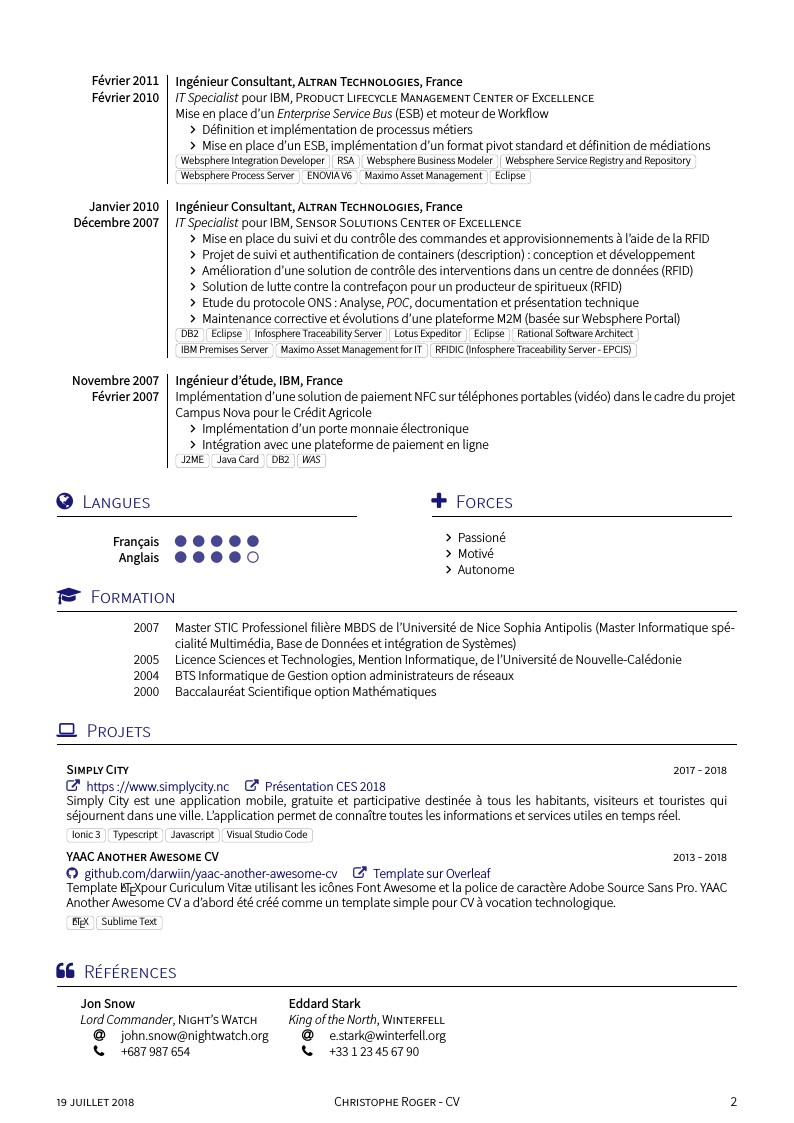 Février 2011 Ingénieur Consultant, Altran Technologies, France
Février 2010 IT Specialist pour IBM, Product Lifecycle Management Center of Excellence
Mise en place d’un Enterprise Service Bus (ESB) et moteur de Workflow
Définition et implémentation de processus métiers
Mise en place d’un ESB, implémentation d’un format pivot standard et définition de médiations
Websphere Integration Developer RSA Websphere Business Modeler Websphere Service Registry and Repository
Websphere Process Server ENOVIA V6 Maximo Asset Management Eclipse
Janvier 2010 Ingénieur Consultant, Altran Technologies, France
Décembre 2007 IT Specialist pour IBM, Sensor Solutions Center of Excellence
Mise en place du suivi et du contrôle des commandes et approvisionnements à l’aide de la RFID
Projet de suivi et authentification de containers (description) : conception et développement
Amélioration d’une solution de contrôle des interventions dans un centre de données (RFID)
Solution de lutte contre la contrefaçon pour un producteur de spiritueux (RFID)
Etude du protocole ONS : Analyse, POC, documentation et présentation technique
Maintenance corrective et évolutions d’une plateforme M2M (basée sur Websphere Portal)
DB2 Eclipse Infosphere Traceability Server Lotus Expeditor Eclipse Rational Software Architect
IBM Premises Server Maximo Asset Management for IT RFIDIC (Infosphere Traceability Server - EPCIS)
Novembre 2007 Ingénieur d’étude, IBM, France
Février 2007 Implémentation d’une solution de paiement NFC sur téléphones portables (vidéo) dans le cadre du projet
Campus Nova pour le Crédit Agricole
Implémentation d’un porte monnaie électronique
Intégration avec une plateforme de paiement en ligne
J2ME Java Card DB2 WAS
Langues
Français
Anglais
Forces
Passioné
Motivé
Autonome
Formation
2007 Master STIC Professionel filière MBDS de l’Université de Nice Sophia Antipolis (Master Informatique spé-
cialité Multimédia, Base de Données et intégration de Systèmes)
2005 Licence Sciences et Technologies, Mention Informatique, de l’Université de Nouvelle-Calédonie
2004 BTS Informatique de Gestion option administrateurs de réseaux
2000 Baccalauréat Scientifique option Mathématiques
Projets
Simply City 2017 - 2018
https ://www.simplycity.nc Présentation CES 2018
Simply City est une application mobile, gratuite et participative destinée à tous les habitants, visiteurs et touristes qui
séjournent dans une ville. L’application permet de connaître toutes les informations et services utiles en temps réel.
Ionic 3 Typescript Javascript Visual Studio Code
YAAC Another Awesome CV 2013 - 2018
github.com/darwiin/yaac-another-awesome-cv Template sur Overleaf
Template LATEXpour Curiculum Vitæ utilisant les icônes Font Awesome et la police de caractère Adobe Source Sans Pro. YAAC
Another Awesome CV a d’abord été créé comme un template simple pour CV à vocation technologique.
LATEX Sublime Text
Références
Jon Snow
Lord Commander, Night’s Watch
john.snow@nightwatch.org
+687 987 654
Eddard Stark
King of the North, Winterfell
e.stark@winterfell.org
+33 1 23 45 67 90
19 juillet 2018 Christophe Roger - CV 2